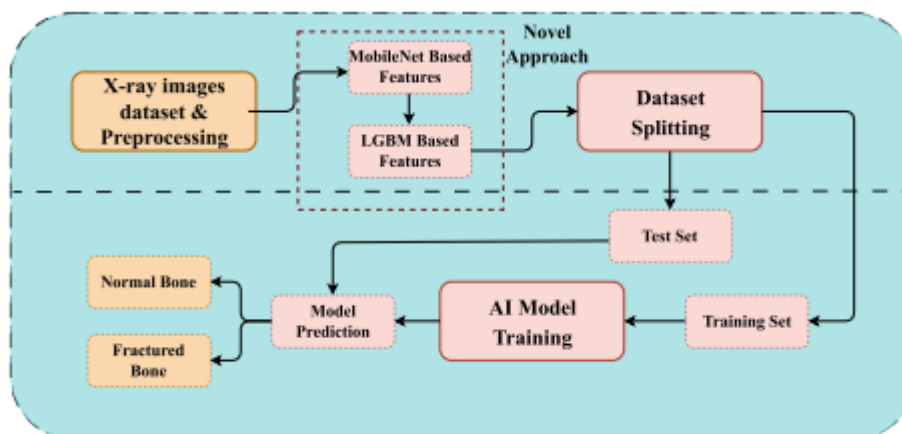 Novel
Approach
MobileNet Based
Features
X-ray images
dataset &
Preprocessing
LGBM Based
Features
Dataset
Splitting
Test Set
Normal Bone
Model
Prediction
AI Model
Training
Training Set
Fractured
Bone